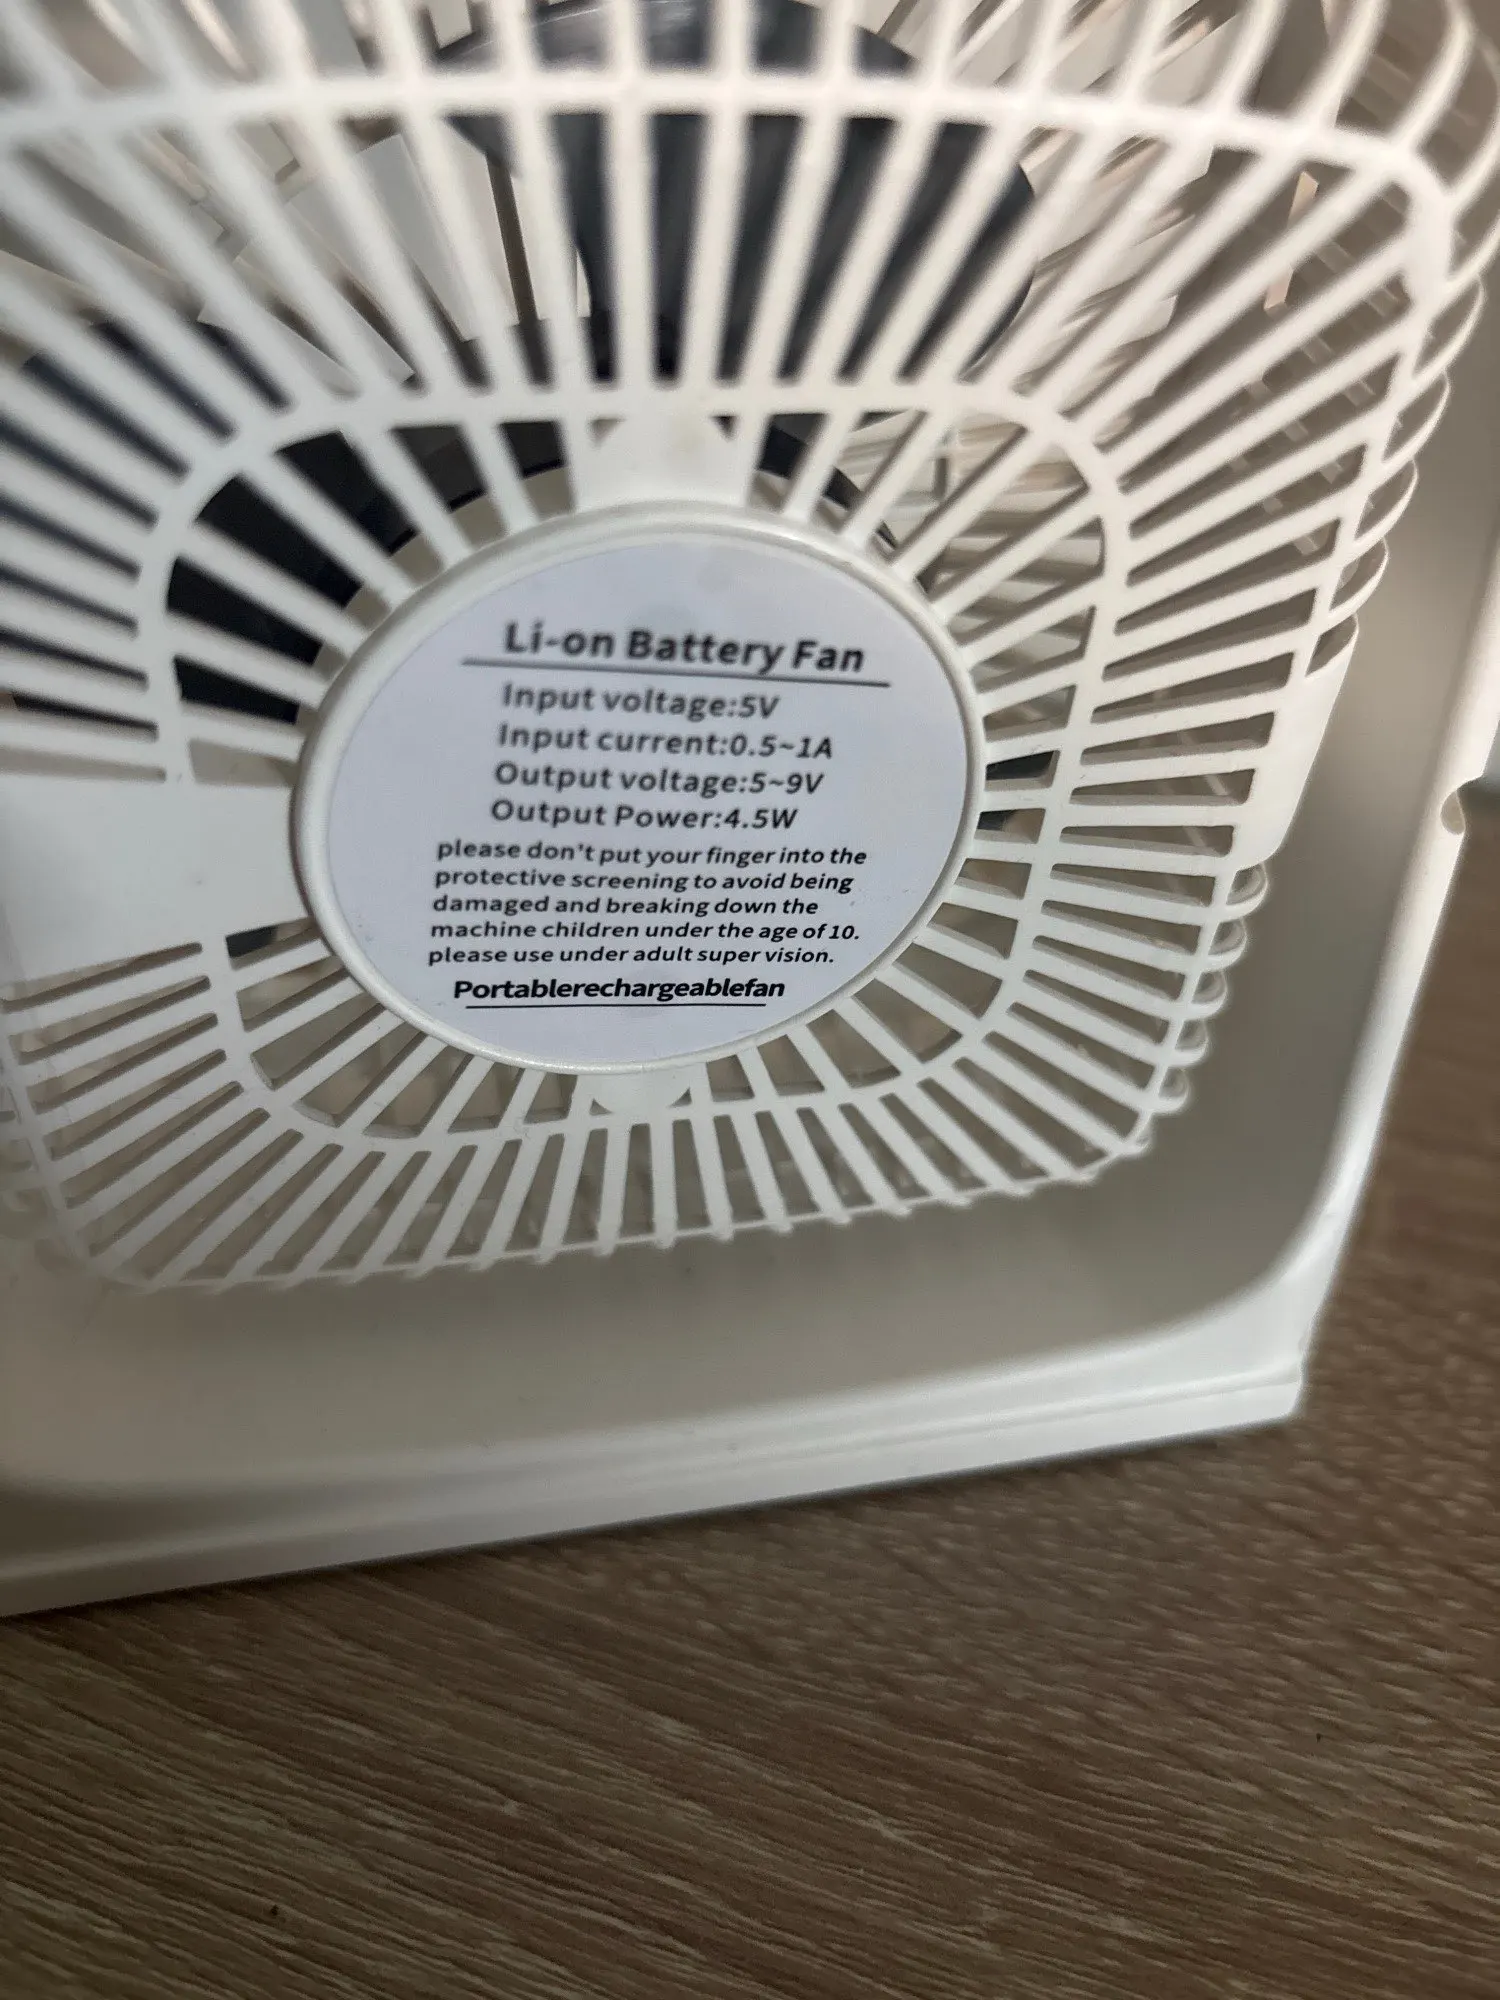 Li-on Battery Fan
Input voltage:5V
Input current:0.5~1A
Output voltage:5~9V
Output Power:4.5W
please don't put your finger into the
protective screening to avoid being
damaged and breaking down the
machine children under the age of 10.
please use under adult super vision.
Portablerechargeablefan